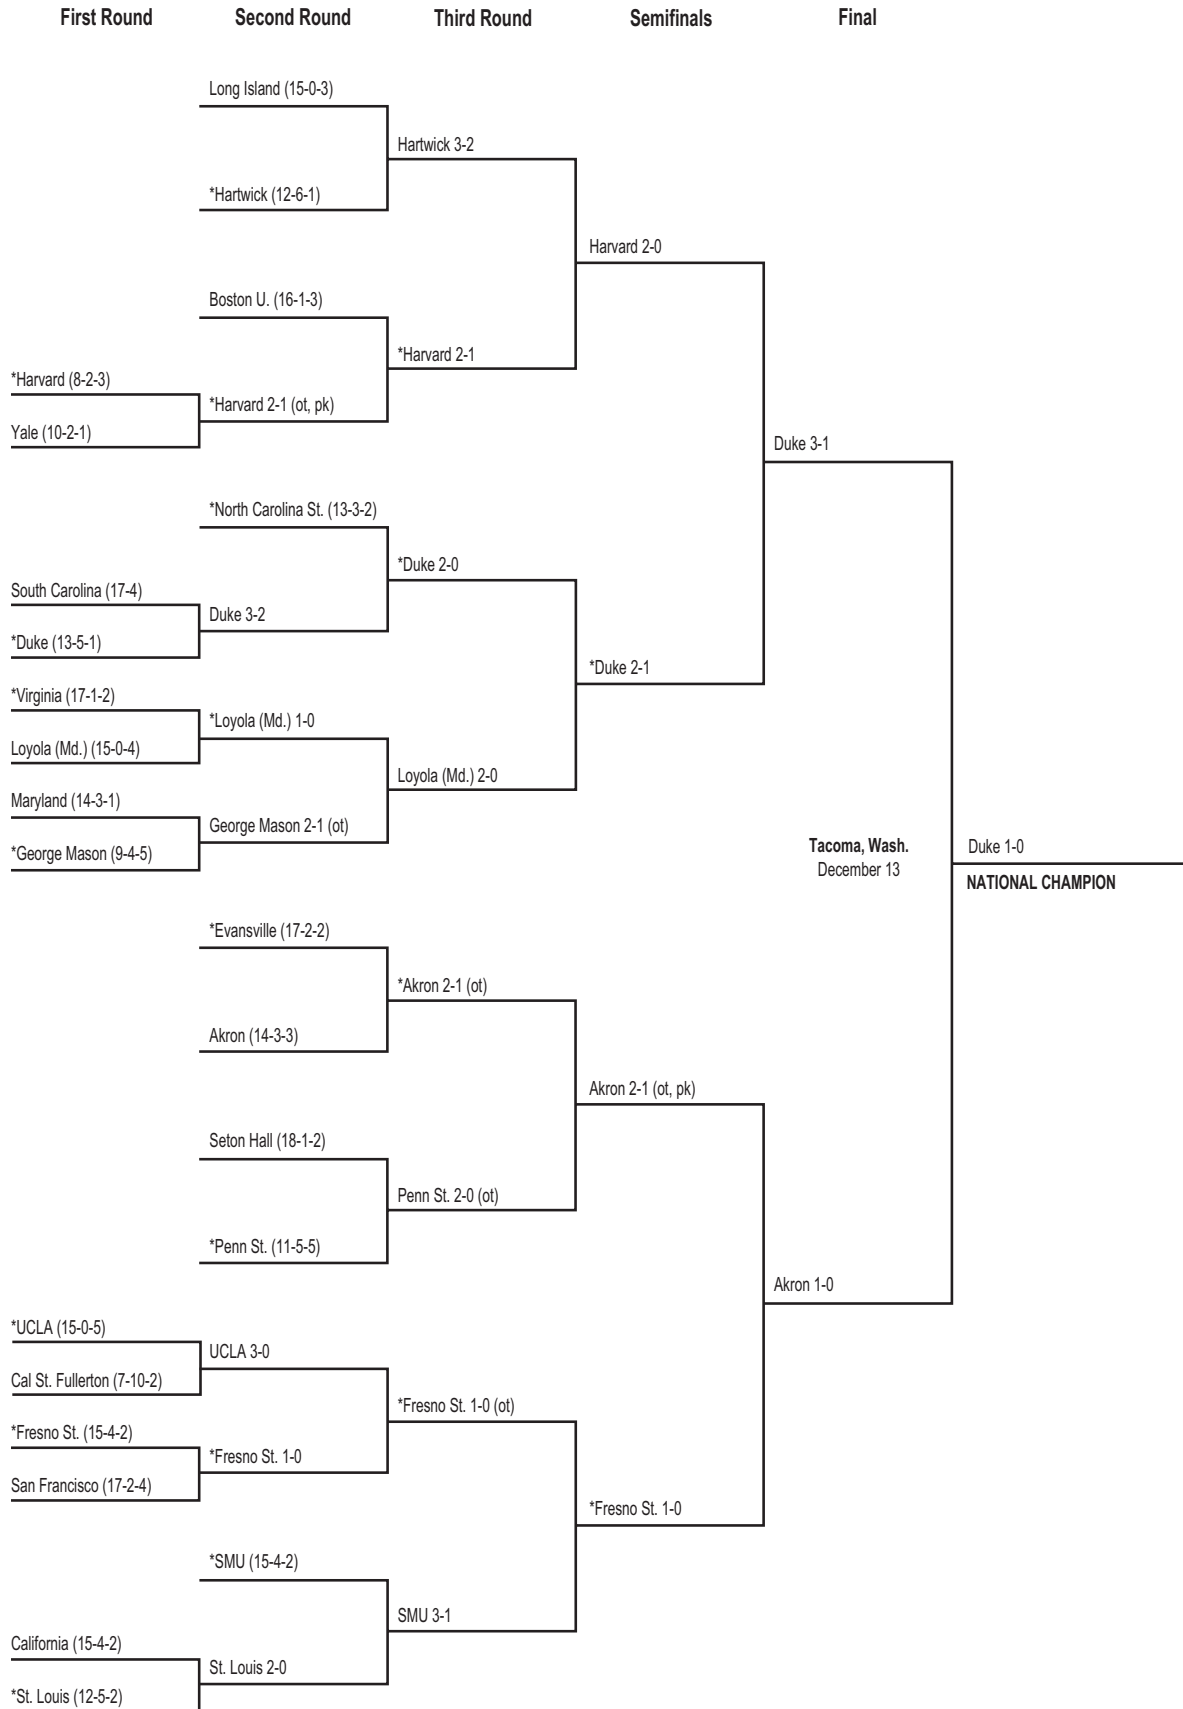 First Round
Second Round
Third Round
Semifinals
Final
Long Island (15-0-3)
Hartwick 3-2
*Hartwick (12-6-1)
Harvard 2-0
Boston U. (16-1-3)
*Harvard 2-1
*Harvard (8-2-3)
*Harvard 2-1 (ot, pk)
Yale (10-2-1)
Duke 3-1
*North Carolina St. (13-3-2)
*Duke 2-0
South Carolina (17-4)
Duke 3-2
*Duke (13-5-1)
*Duke 2-1
*Virginia (17-1-2)
*Loyola (Md.) 1-0
Loyola (Md.) (15-0-4)
Loyola (Md.) 2-0
Maryland (14-3-1)
George Mason 2-1 (ot)
*George Mason (9-4-5)
Tacoma, Wash.
December 13
Duke 1-0
NATIONAL CHAMPION
*Evansville (17-2-2)
*Akron 2-1 (ot)
Akron (14-3-3)
Akron 2-1 (ot, pk)
Seton Hall (18-1-2)
Penn St. 2-0 (ot)
*Penn St. (11-5-5)
Akron 1-0
*UCLA (15-0-5)
UCLA 3-0
Cal St. Fullerton (7-10-2)
*Fresno St. 1-0 (ot)
*Fresno St. (15-4-2)
*Fresno St. 1-0
San Francisco (17-2-4)
*Fresno St. 1-0
*SMU (15-4-2)
SMU 3-1
California (15-4-2)
St. Louis 2-0
*St. Louis (12-5-2)